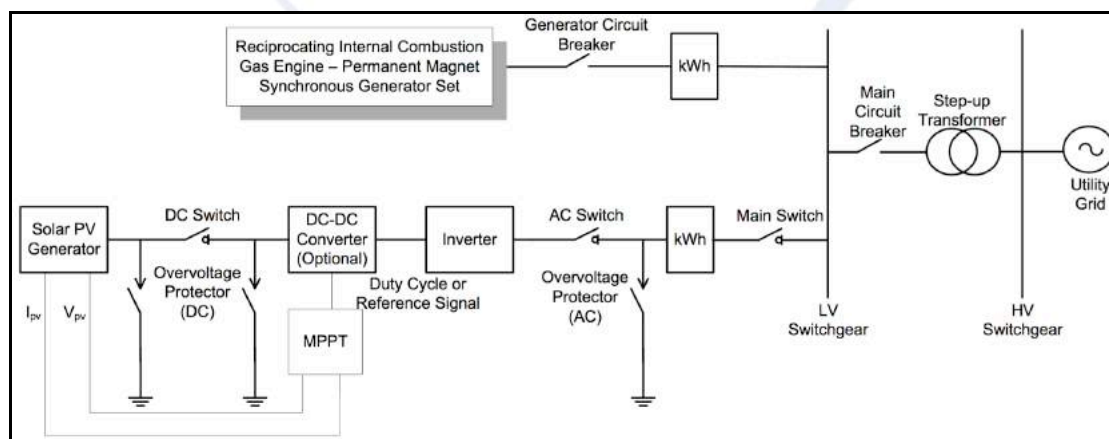 Reciprocating Internal Combustion
Gas Engine – Permanent Magnet
Synchronous Generator Set
Generator Circuit
Breaker
kWh
Main
Circuit
Breaker
Step-up
Transformer
Utility
Grid
Solar PV
Generator
DC Switch
DC-DC
Converter
(Optional)
Inverter
AC Switch
kWh
Main Switch
Overvoltage
Protector
(DC)
Duty Cycle or
Reference Signal
Overvoltage
Protector
(AC)
Ipv
Vpv
MPPT
LV
Switchgear
HV
Switchgear